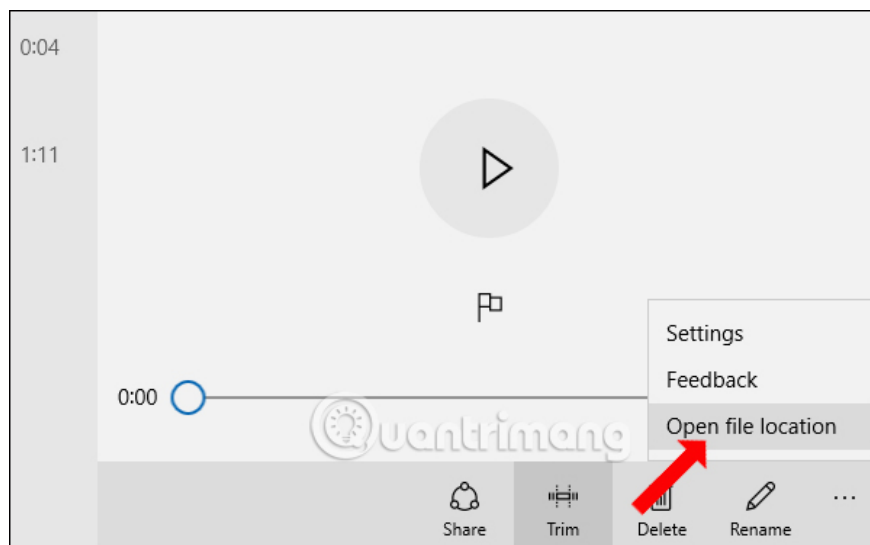 0:04
1:11
Settings
Feedback
0:00
Open file location
Quantrimang
Share
Trim
Delete
Rename
...